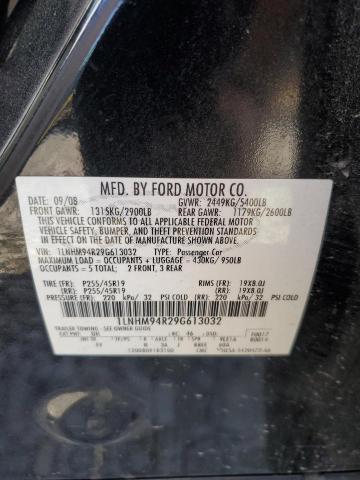 MFD. BY FORD MOTOR CO.
DATE: 09/08 GVWR: 2449KG/5400LB
FRONT GAWR: 1315KG/2900LB REAR GAWR: 1179KG/2600LB
THIS VEHICLE CONFORMS TO ALL APPLICABLE FEDERAL MOTOR
VEHICLE SAFETY, BUMPER, AND THEFT PREVENTION STANDARDS IN
EFFECT ON THE DATE OF MANUFACTURE SHOWN ABOVE.
VIN: 1LNHM94R29G613032 TYPE: Passenger Car
MAXIMUM LOAD = OCCUPANTS + LUGGAGE = 430KG/950LB
OCCUPANTS = 5 TOTAL: 2 FRONT, 3 REAR
TIRE (FR): P255/45R19 RIMS (FR): 19X8.0J
(RR): P255/45R19 (RR): 19X8.0J
PRESSURE (FR): 220 kPa/ 32 PSI COLD (RR): 220 kPa/ 32 PSI COLD
1LNHM94R29G613032
TRAILER TOWING -